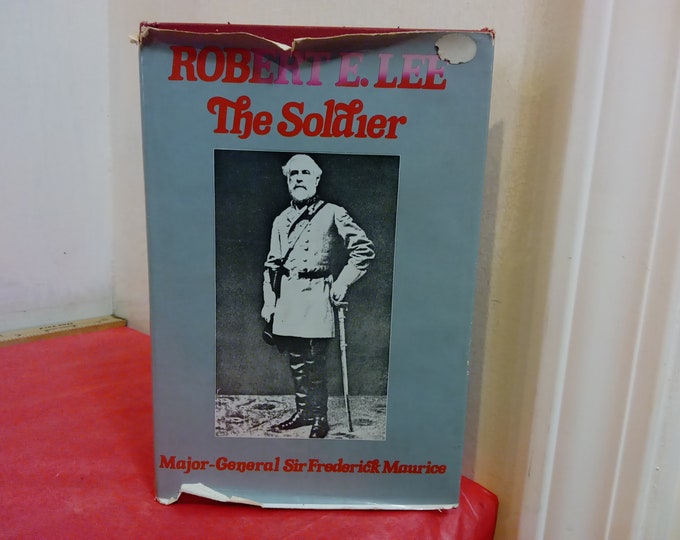 ROBERT E. LEE
The Soldier
Major-General Sir Frederick Maurice